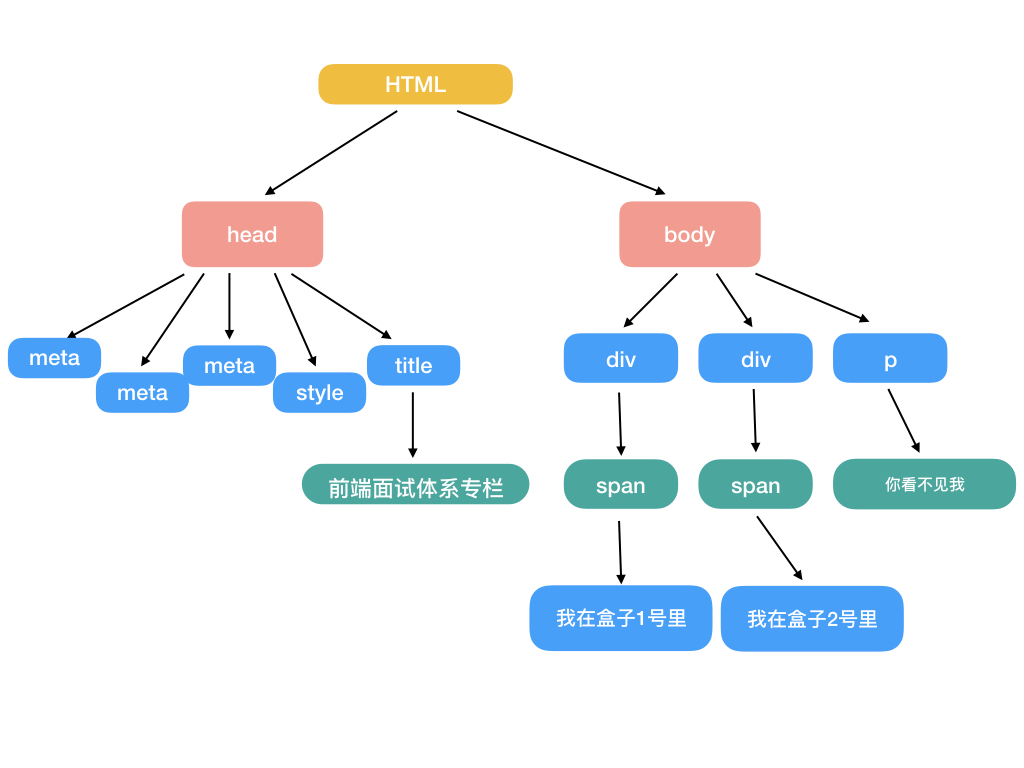 HTML
head
body
meta
meta
meta
style
title
div
div
p
前端面试体系专栏
span
span
你看不见我
我在盒子1号里
我在盒子2号里